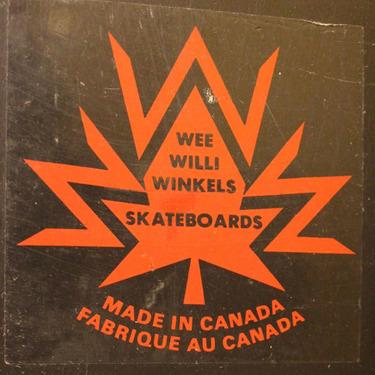 WEE
WILLI
WINKELS
SKATEBOARDS
MADE IN CANADA
FABRIQUE AU CANADA